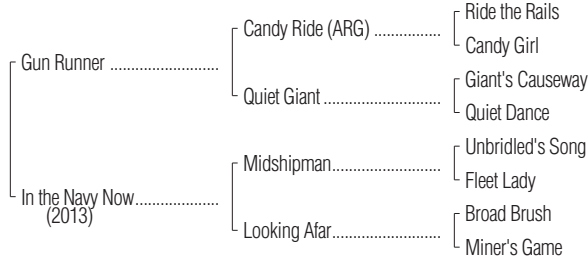 Ride the Rails
Candy Ride (ARG) ................
Candy Girl
Gun Runner ..........................
Giant's Causeway
Quiet Giant ............................
Quiet Dance
Unbridled's Song
Midshipman..........................
Fleet Lady
In the Navy Now....................
(2013)
Broad Brush
Looking Afar..........................
Miner's Game